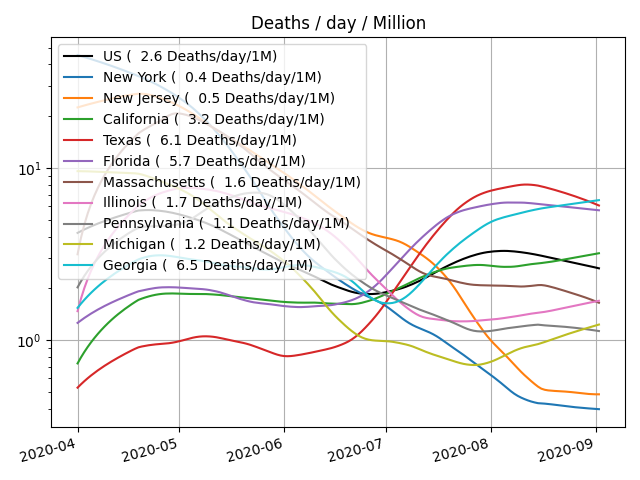 Deaths / day / Million
US (  2.6 Deaths/day/1M)
New York (  0.4 Deaths/day/1M)
New Jersey (  0.5 Deaths/day/1M)
California (  3.2 Deaths/day/1M)
Texas (  6.1 Deaths/day/1M)
Florida (  5.7 Deaths/day/1M)
Massachusetts (  1.6 Deaths/day/1M)
Illinois (  1.7 Deaths/day/1M)
Pennsylvania (  1.1 Deaths/day/1M)
Michigan (  1.2 Deaths/day/1M)
Georgia (  6.5 Deaths/day/1M)
10¹
10⁰
2020-04 2020-05 2020-06 2020-07 2020-08 2020-09